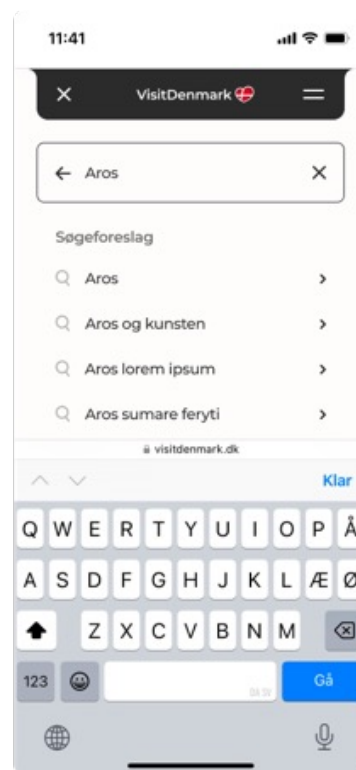 11:41
VisitDenmark
Aros
Søgeforeslag
Aros
Aros og kunsten
Aros lorem ipsum
Aros sumare feryti
visitdenmark.dk
Klar
Q W E R T Y U I O P Å
A S D F G H J K L Æ Ø
Z X C V B N M
123 Gå